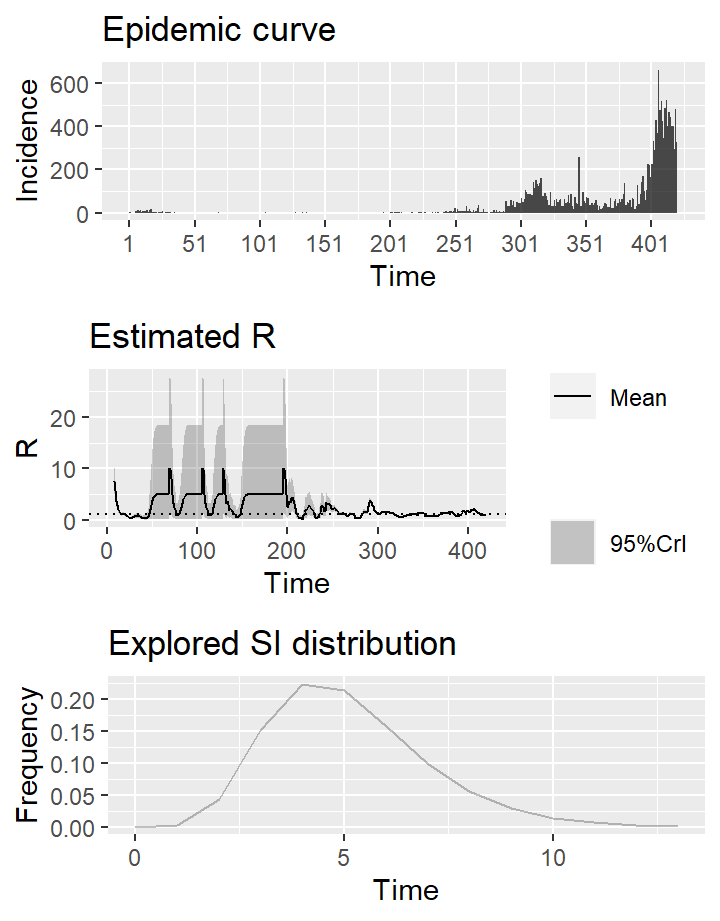 Epidemic curve
Incidence
600
400
200
0
1 51 101 151 201 251 301 351 401
Time
Estimated R
R
20
10
0
0 100 200 300 400
Time
Mean
95%CrI
Explored SI distribution
Frequency
0.20
0.15
0.10
0.05
0.00
0 5 10
Time